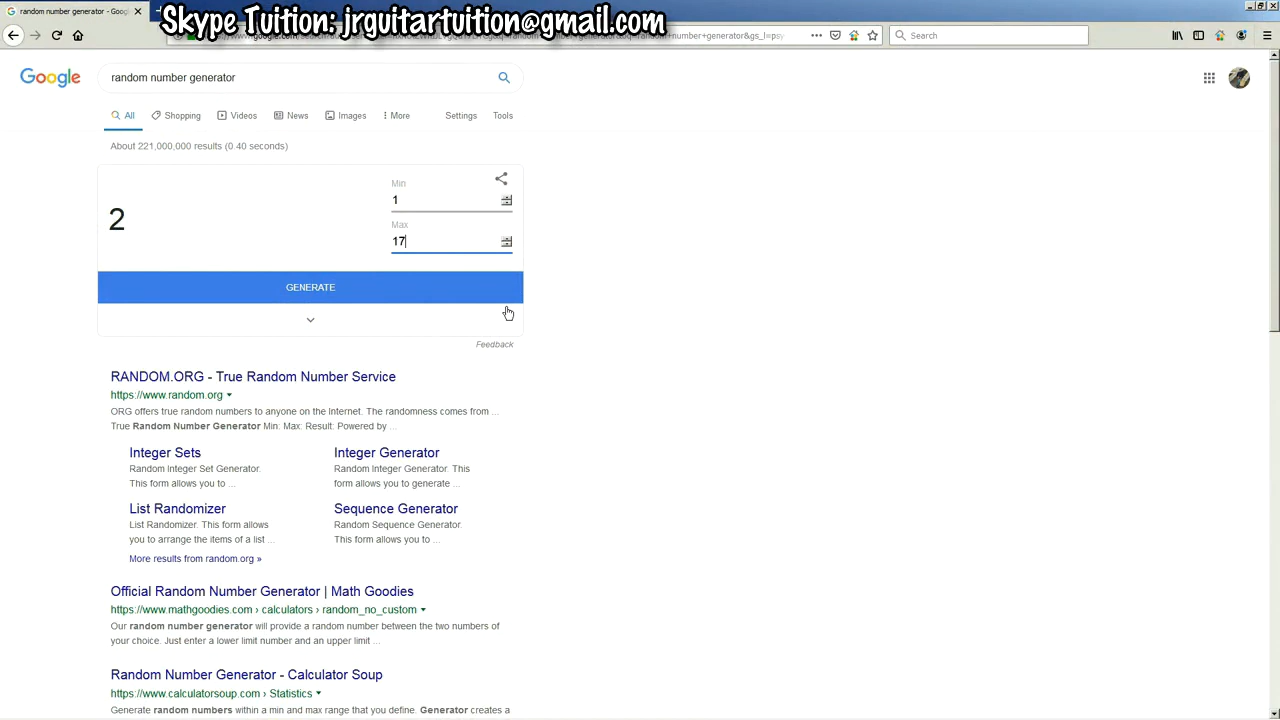 random number generator - Goog
Skype Tuition: jrguitartuition@gmail.com
number+generator&gs_l=psy
Search
Google
random number generator
All
Shopping
Videos
News
Images
More
Settings
Tools
About 221,000,000 results (0.40 seconds)
Min
1
2
Max
17
GENERATE
Feedback
RANDOM.ORG - True Random Number Service
https://www.random.org
ORG offers true random numbers to anyone on the Internet. The randomness comes from ...
True Random Number Generator Min: Max: Result: Powered by ...
Integer Sets
Random Integer Set Generator.
This form allows you to ...
Integer Generator
Random Integer Generator. This
form allows you to generate ...
List Randomizer
List Randomizer. This form allows
you to arrange the items of a list ...
Sequence Generator
Random Sequence Generator.
This form allows you to ...
More results from random.org »
Official Random Number Generator | Math Goodies
https://www.mathgoodies.com › calculators › random_no_custom
Our random number generator will provide a random number between the two numbers of
your choice. Just enter a lower limit number and an upper limit ...
Random Number Generator - Calculator Soup
https://www.calculatorsoup.com › Statistics
Generate random numbers within a min and max range that you define. Generator creates a